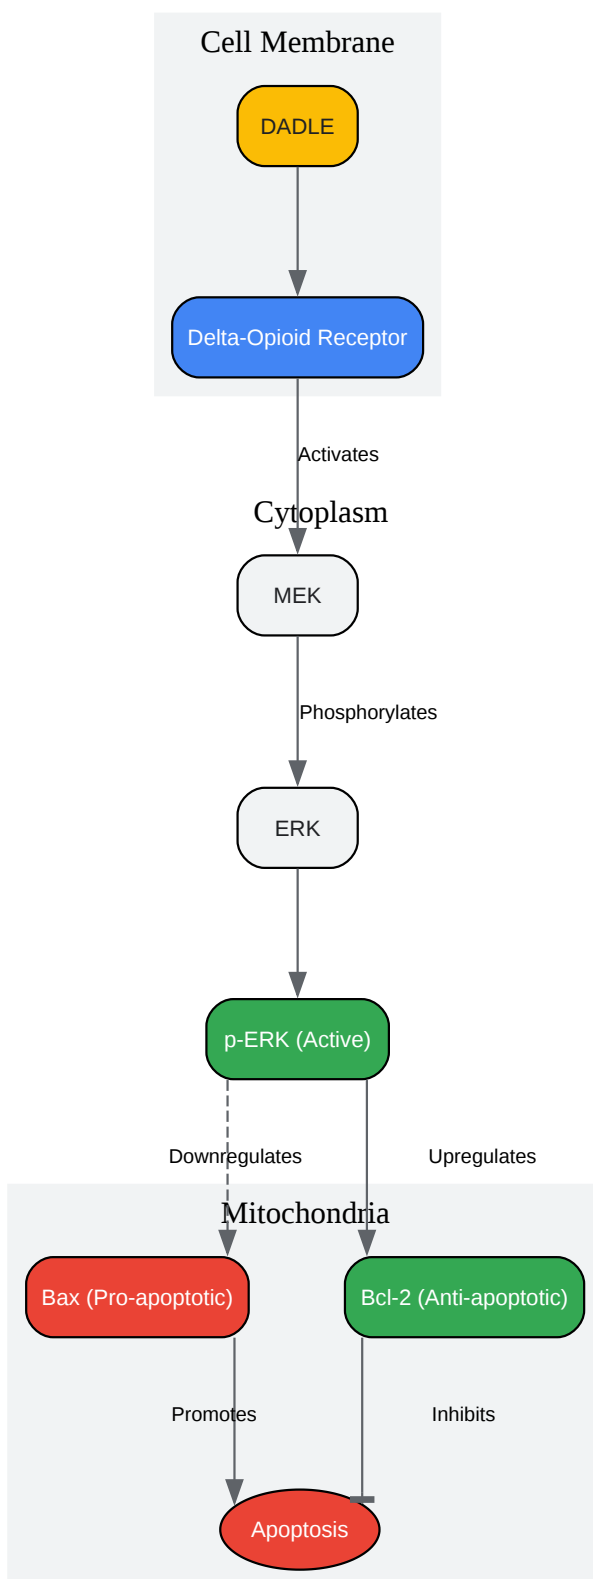 Cell Membrane
DADLE
Delta-Opioid Receptor
Activates
Cytoplasm
MEK
Phosphorylates
ERK
p-ERK (Active)
Downregulates
Upregulates
Mitochondria
Bax (Pro-apoptotic)
Bcl-2 (Anti-apoptotic)
Promotes
Inhibits
Apoptosis